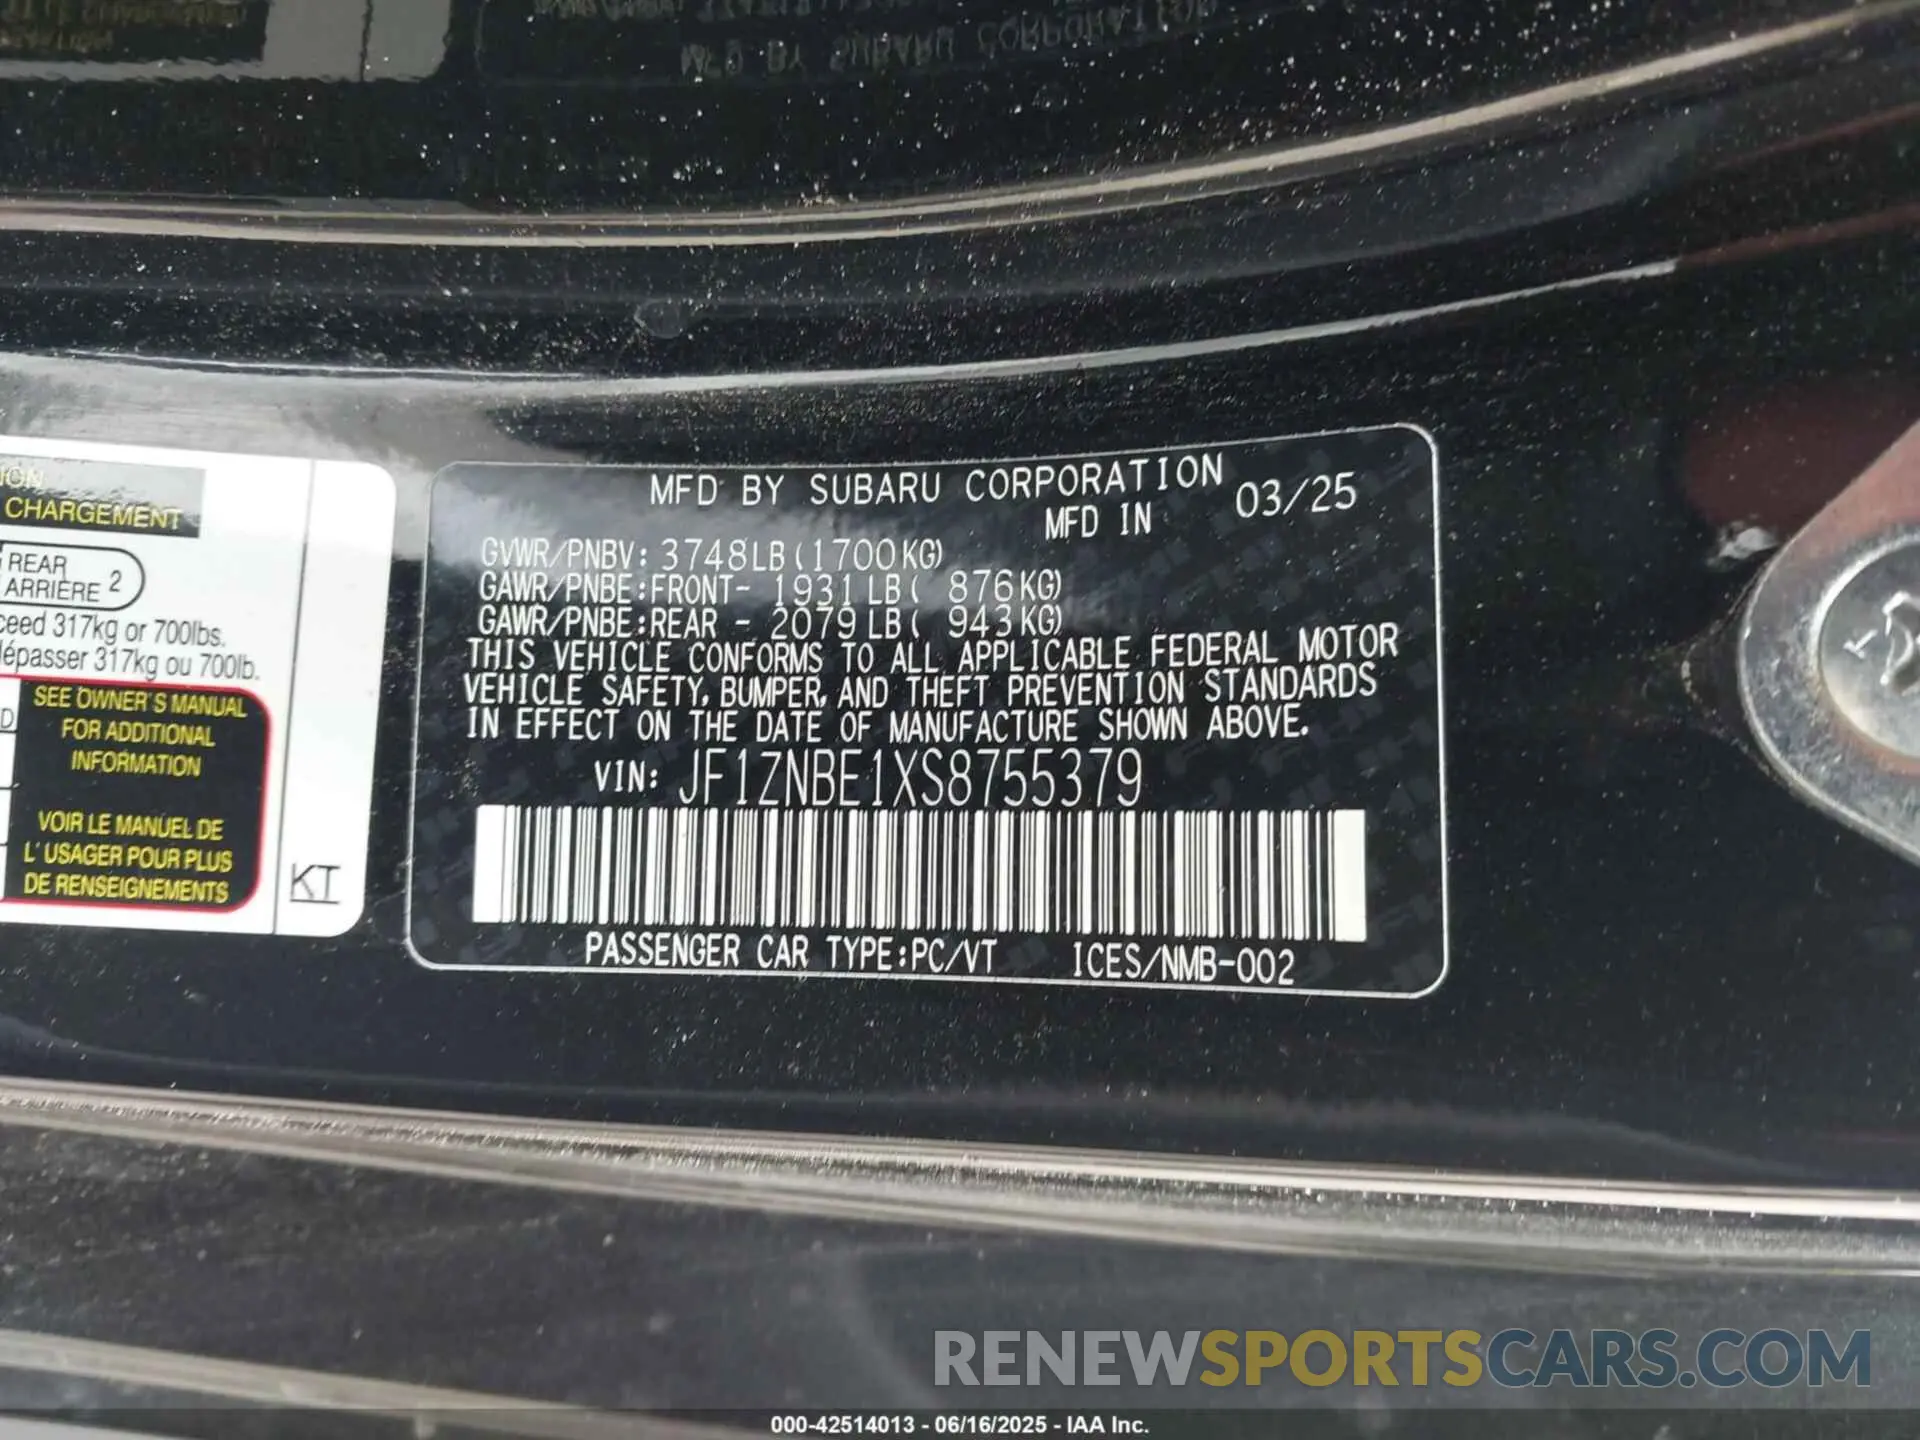 MFD BY SUBARU CORPORATION
MFD IN 03/25
GVWR/PNBV: 3748LB(1700KG)
GAWR/PNBE:FRONT- 1931LB( 876KG)
GAWR/PNBE:REAR - 2079LB( 943KG)
THIS VEHICLE CONFORMS TO ALL APPLICABLE FEDERAL MOTOR
VEHICLE SAFETY, BUMPER, AND THEFT PREVENTION STANDARDS
IN EFFECT ON THE DATE OF MANUFACTURE SHOWN ABOVE.
VIN: JF1ZNBE1XS8755379
PASSENGER CAR TYPE:PC/VT ICES/NMB-002
CHARGEMENT
REAR
ARRIÈRE 2
317kg or 700lbs.
317kg ou 700lb.
SEE OWNER'S MANUAL
FOR ADDITIONAL
INFORMATION
VOIR LE MANUEL DE
L'USAGER POUR PLUS
DE RENSEIGNEMENTS
KT
RENEWSPORTSCARS.COM
000-42514013 - 06/16/2025 - IAA Inc.